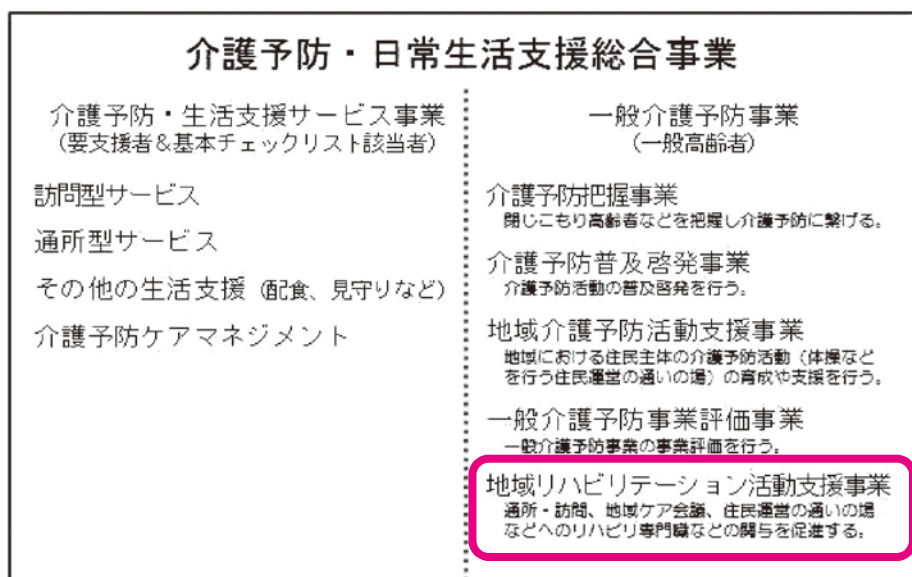 介護予防・日常生活支援総合事業
介護予防・生活支援サービス事業
（要支援者＆基本チェックリスト該当者）
訪問型サービス
通所型サービス
その他の生活支援（配食、見守りなど）
介護予防ケアマネジメント
一般介護予防事業
（一般高齢者）
介護予防把握事業
閉じこもり高齢者などを把握し介護予防に繋げる。
介護予防普及啓発事業
介護予防活動の普及啓発を行う。
地域介護予防活動支援事業
地域における住民主体の介護予防活動（体操など
を行う住民運営の通いの場）の育成や支援を行う。
一般介護予防事業評価事業
一般介護予防事業の事業評価を行う。
地域リハビリテーション活動支援事業
通所・訪問、地域ケア会議、住民運営の通いの場
などへのリハビリ専門職などの関与を促進する。